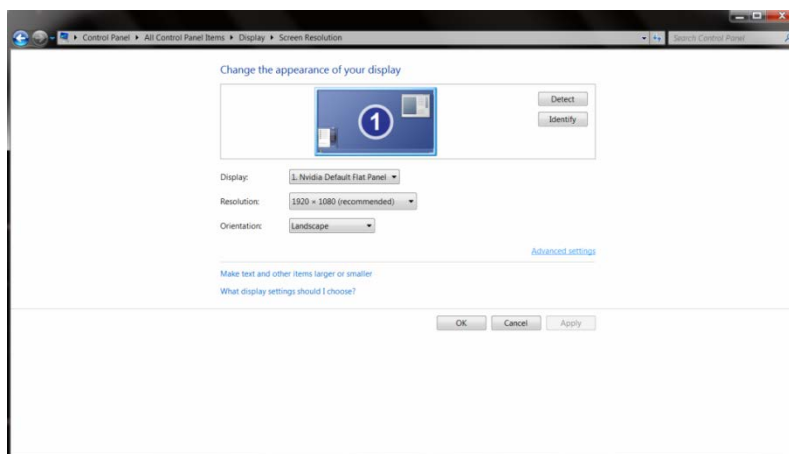 Control Panel ▸ All Control Panel Items ▸ Display ▸ Screen Resolution
Search Control Panel
Change the appearance of your display
1
Detect
Identify
Display: 1. Nvidia Default Flat Panel
Resolution: 1920 × 1080 (recommended)
Orientation: Landscape
Advanced settings
Make text and other items larger or smaller
What display settings should I choose?
OK Cancel Apply